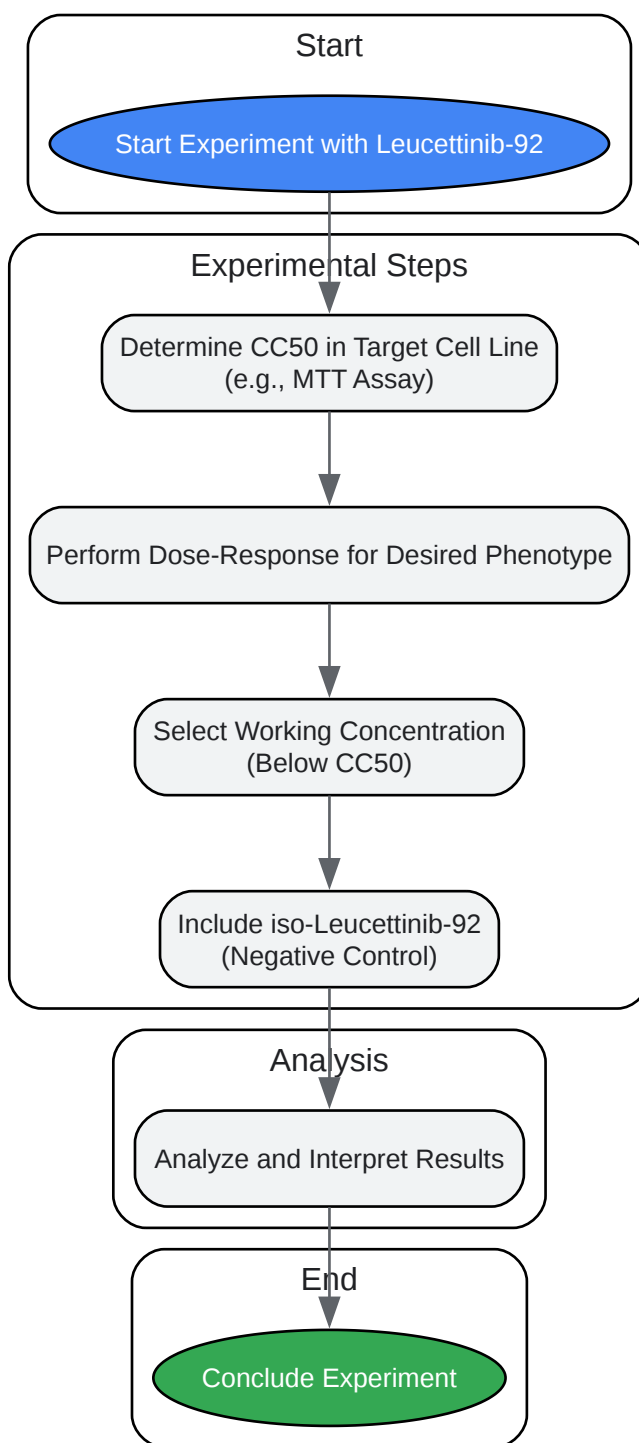 Start
Start Experiment with Leucettinib-92
Experimental Steps
Determine CC50 in Target Cell Line
(e.g., MTT Assay)
Perform Dose-Response for Desired Phenotype
Select Working Concentration
(Below CC50)
Include iso-Leucettinib-92
(Negative Control)
Analysis
Analyze and Interpret Results
End
Conclude Experiment